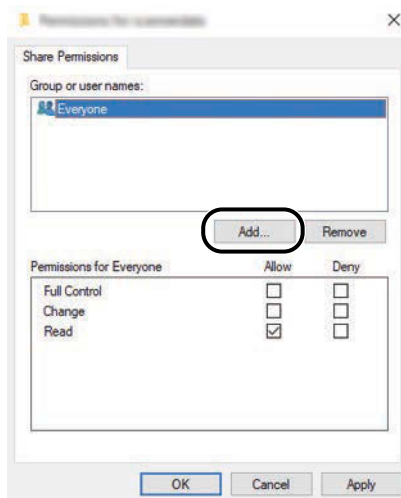 Share Permissions
Group or user names:
Everyone
Add... Remove
Permissions for Everyone Allow Deny
Full Control
Change
Read
OK Cancel Apply